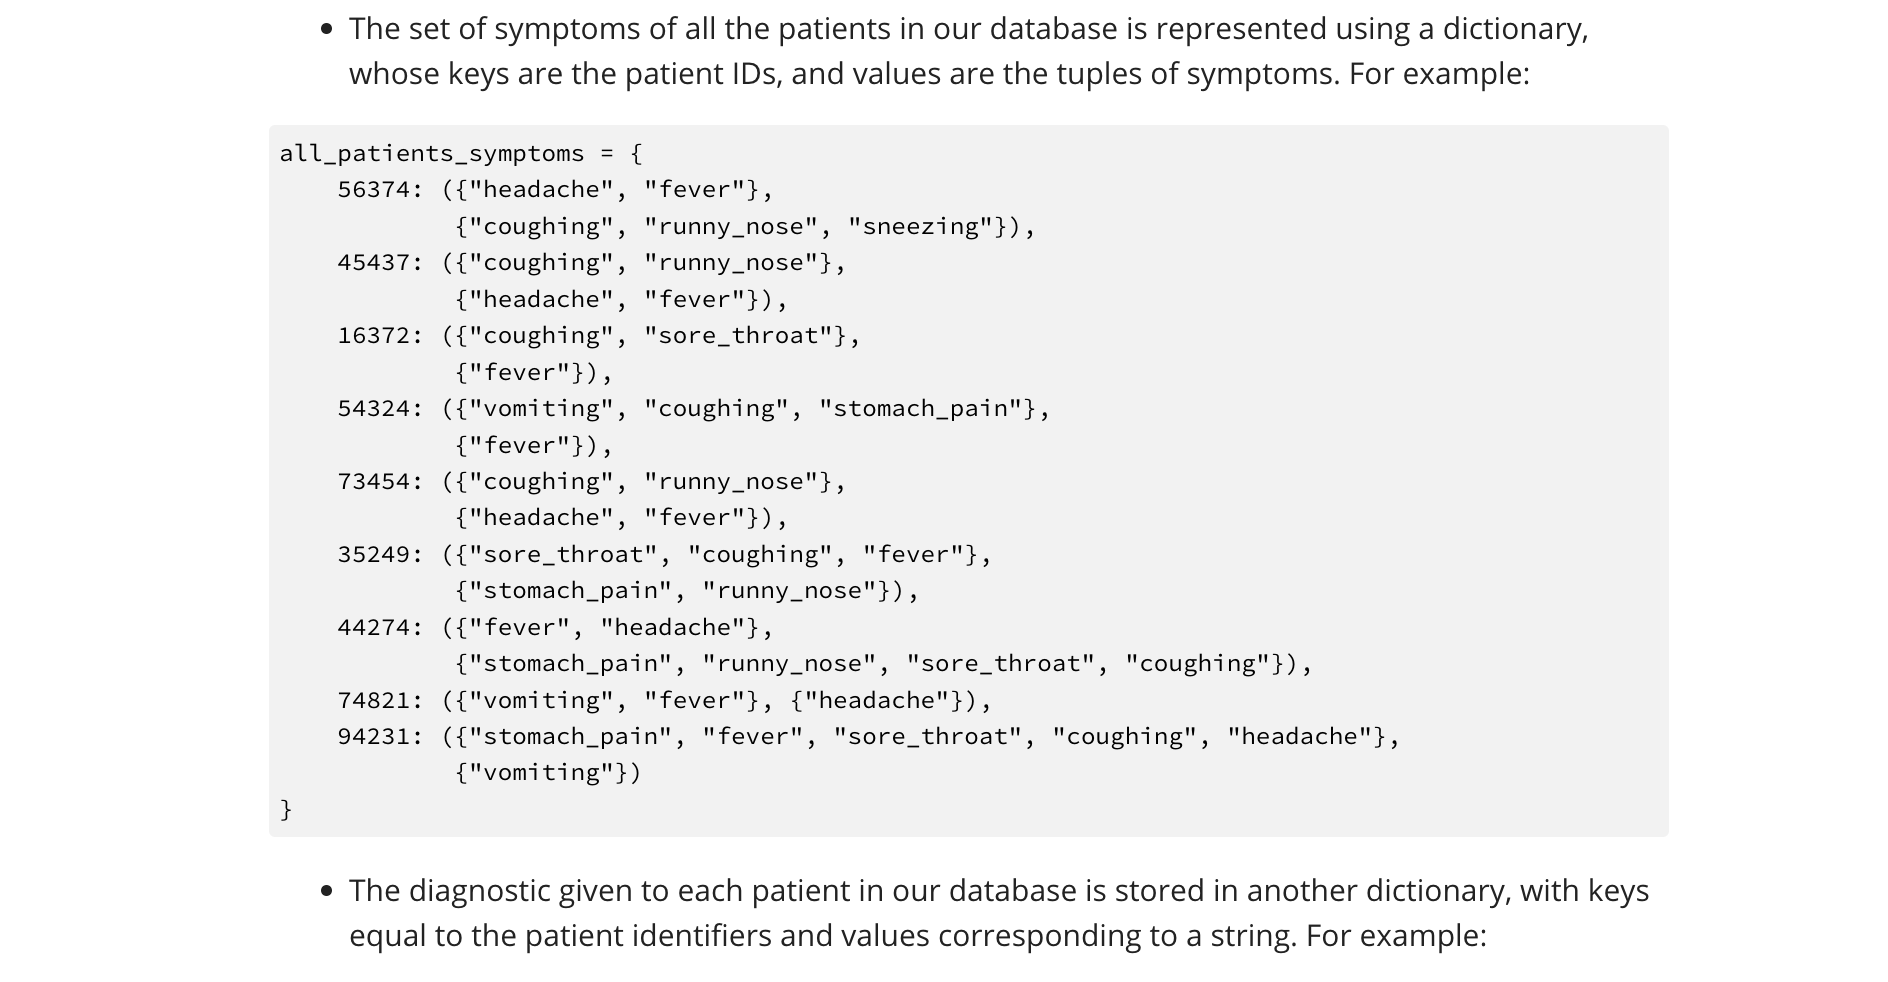 • The set of symptoms of all the patients in our database is represented using a dictionary,
whose keys are the patient IDs, and values are the tuples of symptoms. For example:
all_patients_symptoms = {
    56374: ({"headache", "fever"},
            {"coughing", "runny_nose", "sneezing"}),
    45437: ({"coughing", "runny_nose"},
            {"headache", "fever"}),
    16372: ({"coughing", "sore_throat"},
            {"fever"}),
    54324: ({"vomiting", "coughing", "stomach_pain"},
            {"fever"}),
    73454: ({"coughing", "runny_nose"},
            {"headache", "fever"}),
    35249: ({"sore_throat", "coughing", "fever"},
            {"stomach_pain", "runny_nose"}),
    44274: ({"fever", "headache"},
            {"stomach_pain", "runny_nose", "sore_throat", "coughing"}),
    74821: ({"vomiting", "fever"}, {"headache"}),
    94231: ({"stomach_pain", "fever", "sore_throat", "coughing", "headache"},
            {"vomiting"})
}
• The diagnostic given to each patient in our database is stored in another dictionary, with keys
equal to the patient identifiers and values corresponding to a string. For example: